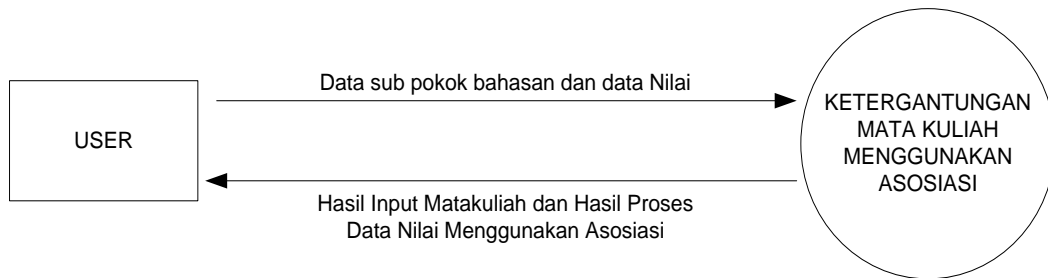 Data sub pokok bahasan dan data Nilai
USER
KETERGANTUNGAN
MATA KULIAH
MENGGUNAKAN
ASOSIASI
Hasil Input Matakuliah dan Hasil Proses
Data Nilai Menggunakan Asosiasi